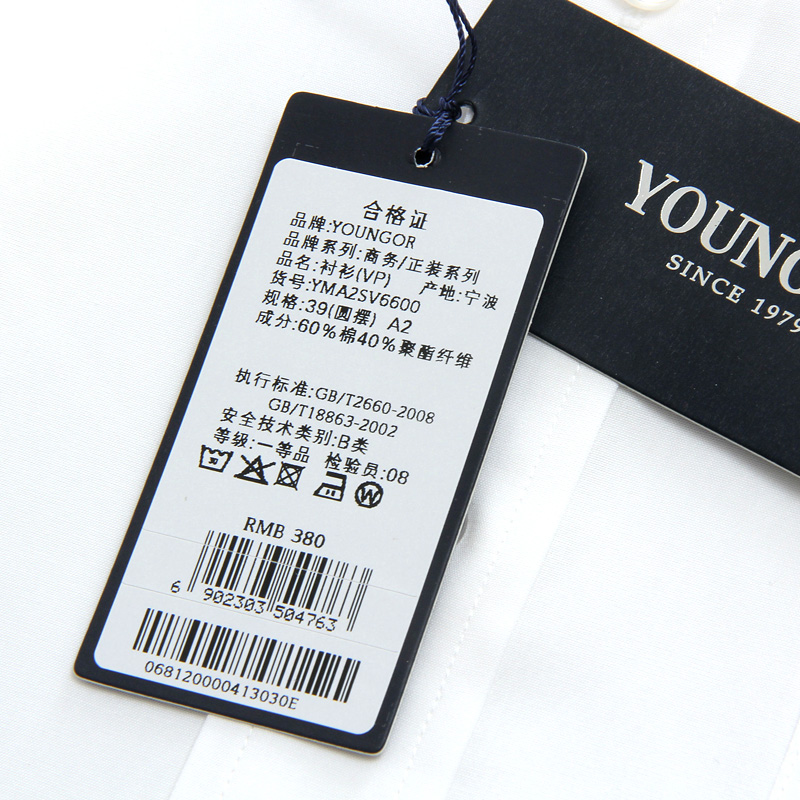 合格证
品牌:YOUNGOR
品牌系列:商务/正装系列
品名:衬衫(VP) 产地:宁波
货号:YMA2SV6600
规格:39(圆摆) A2
成分:60%棉40%聚酯纤维
执行标准:GB/T2660-2008
GB/T18863-2002
安全技术类别:B类
等级:一等品 检验员:08
30
W
RMB 380
6 902303 504763
068120000413030E
YOUNGO
SINCE 1979